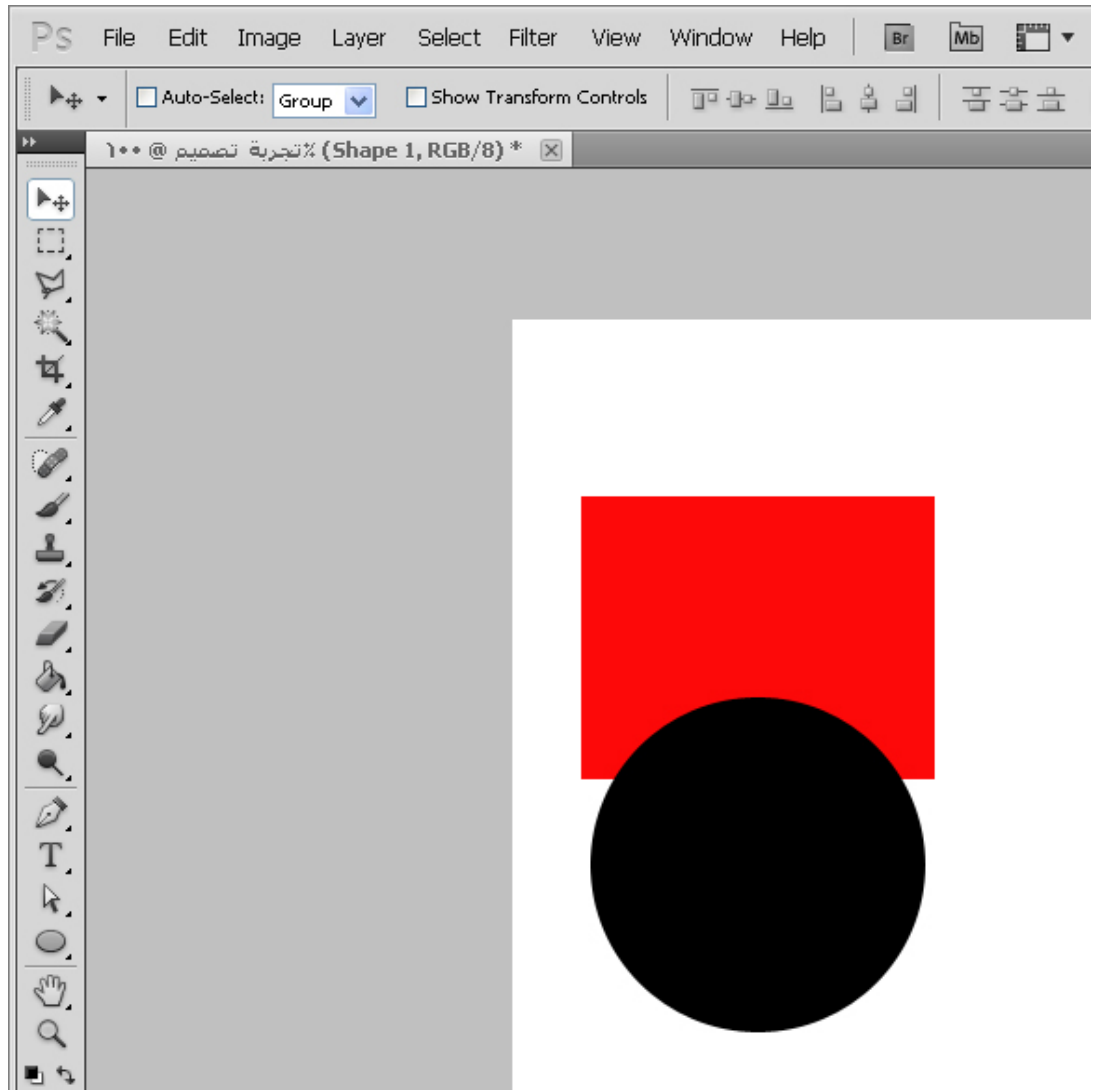 Ps File Edit Image Layer Select Filter View Window Help Br Mb
Auto-Select: Group Show Transform Controls
تجربة تصميم @ ١٠٠% (Shape 1, RGB/8) *
T